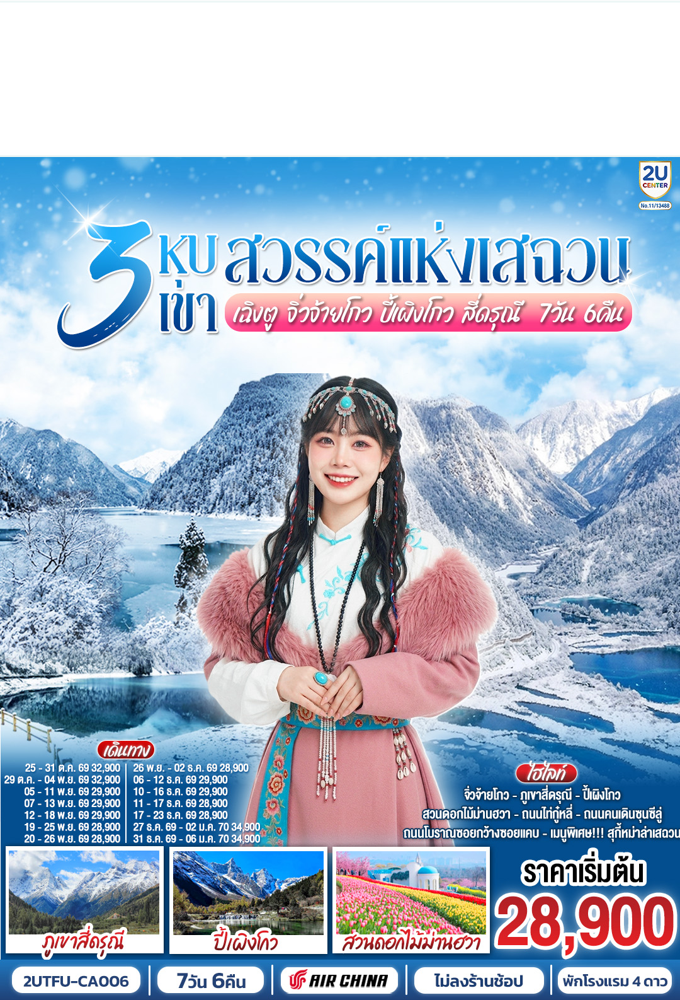 2U
CENTER
No.11/13488
3 หุบเขา สวรรค์แห่งเสฉวน
เฉิงตู จิ่วจ้ายโกว ปี้เผิงโกว สี่ดรุณี 7วัน 6คืน
เดินทาง
25 - 31 ต.ค. 69 32,900
29 ต.ค. - 04 พ.ย. 69 32,900
05 - 11 พ.ย. 69 29,900
07 - 13 พ.ย. 69 29,900
12 - 18 พ.ย. 69 29,900
19 - 25 พ.ย. 69 28,900
20 - 26 พ.ย. 69 28,900
26 พ.ย. - 02 ธ.ค. 69 28,900
06 - 12 ธ.ค. 69 29,900
10 - 16 ธ.ค. 69 29,900
11 - 17 ธ.ค. 69 28,900
17 - 23 ธ.ค. 69 28,900
27 ธ.ค. 69 - 02 ม.ค. 70 34,900
31 ธ.ค. 69 - 06 ม.ค. 70 34,900
ไฮไลท์
จิ่วจ้ายโกว - ภูเขาสี่ดรุณี - ปี้เผิงโกว
สวนดอกไม้ม่านฮวา - ถนนไท่กู๋หลี่ - ถนนคนเดินชุนซีลู่
ถนนโบราณซอยกว้างซอยแคบ - เมนูพิเศษ!!! สุกี้หม่าล่าเสฉวน
ภูเขาสี่ดรุณี
ปี้เผิงโกว
สวนดอกไม้ม่านฮวา
ราคาเริ่มต้น
28,900
2UTFU-CA006
7วัน 6คืน
AIR CHINA
ไม่ลงร้านช้อป
พักโรงแรม 4 ดาว